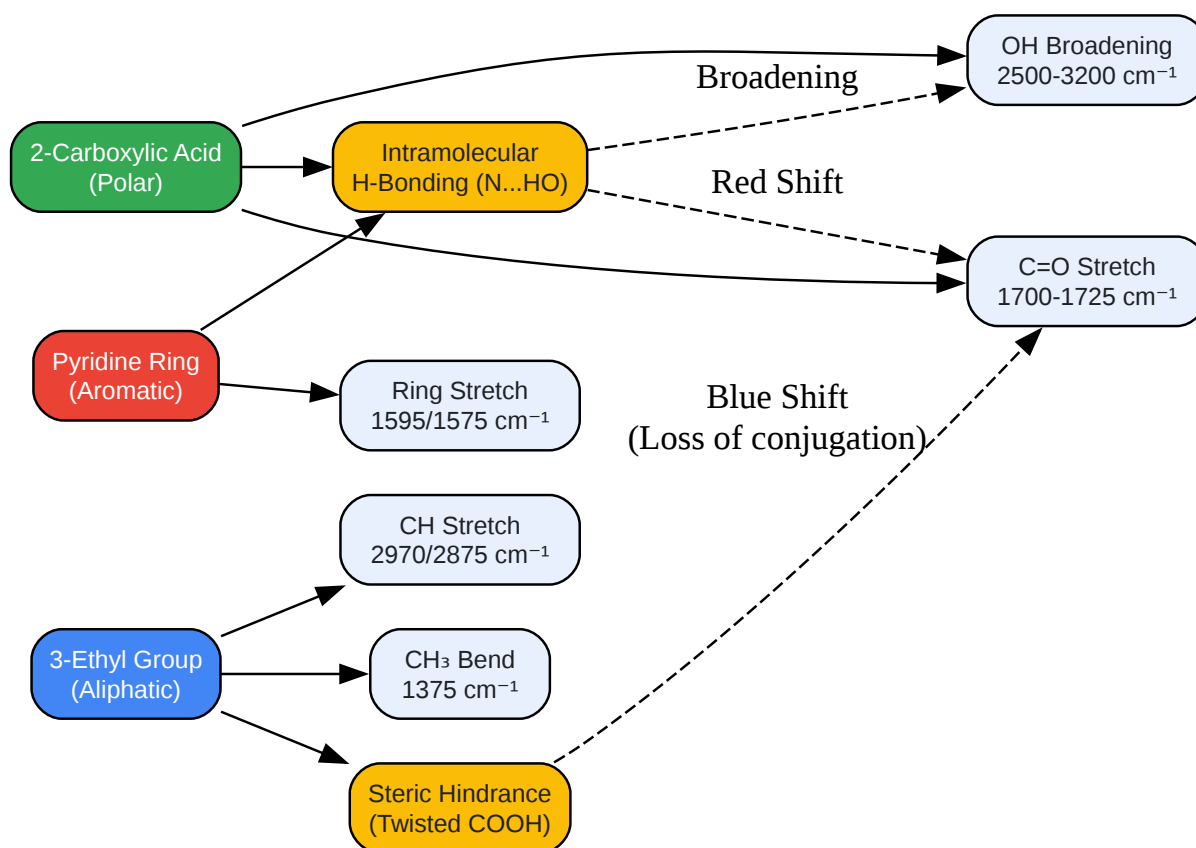 OH Broadening
2500-3200 cm⁻¹
Broadening
2-Carboxylic Acid
(Polar)
Intramolecular
H-Bonding (N...HO)
Red Shift
C=O Stretch
1700-1725 cm⁻¹
Pyridine Ring
(Aromatic)
Ring Stretch
1595/1575 cm⁻¹
Blue Shift
(Loss of conjugation)
CH Stretch
2970/2875 cm⁻¹
3-Ethyl Group
(Aliphatic)
CH₃ Bend
1375 cm⁻¹
Steric Hindrance
(Twisted COOH)